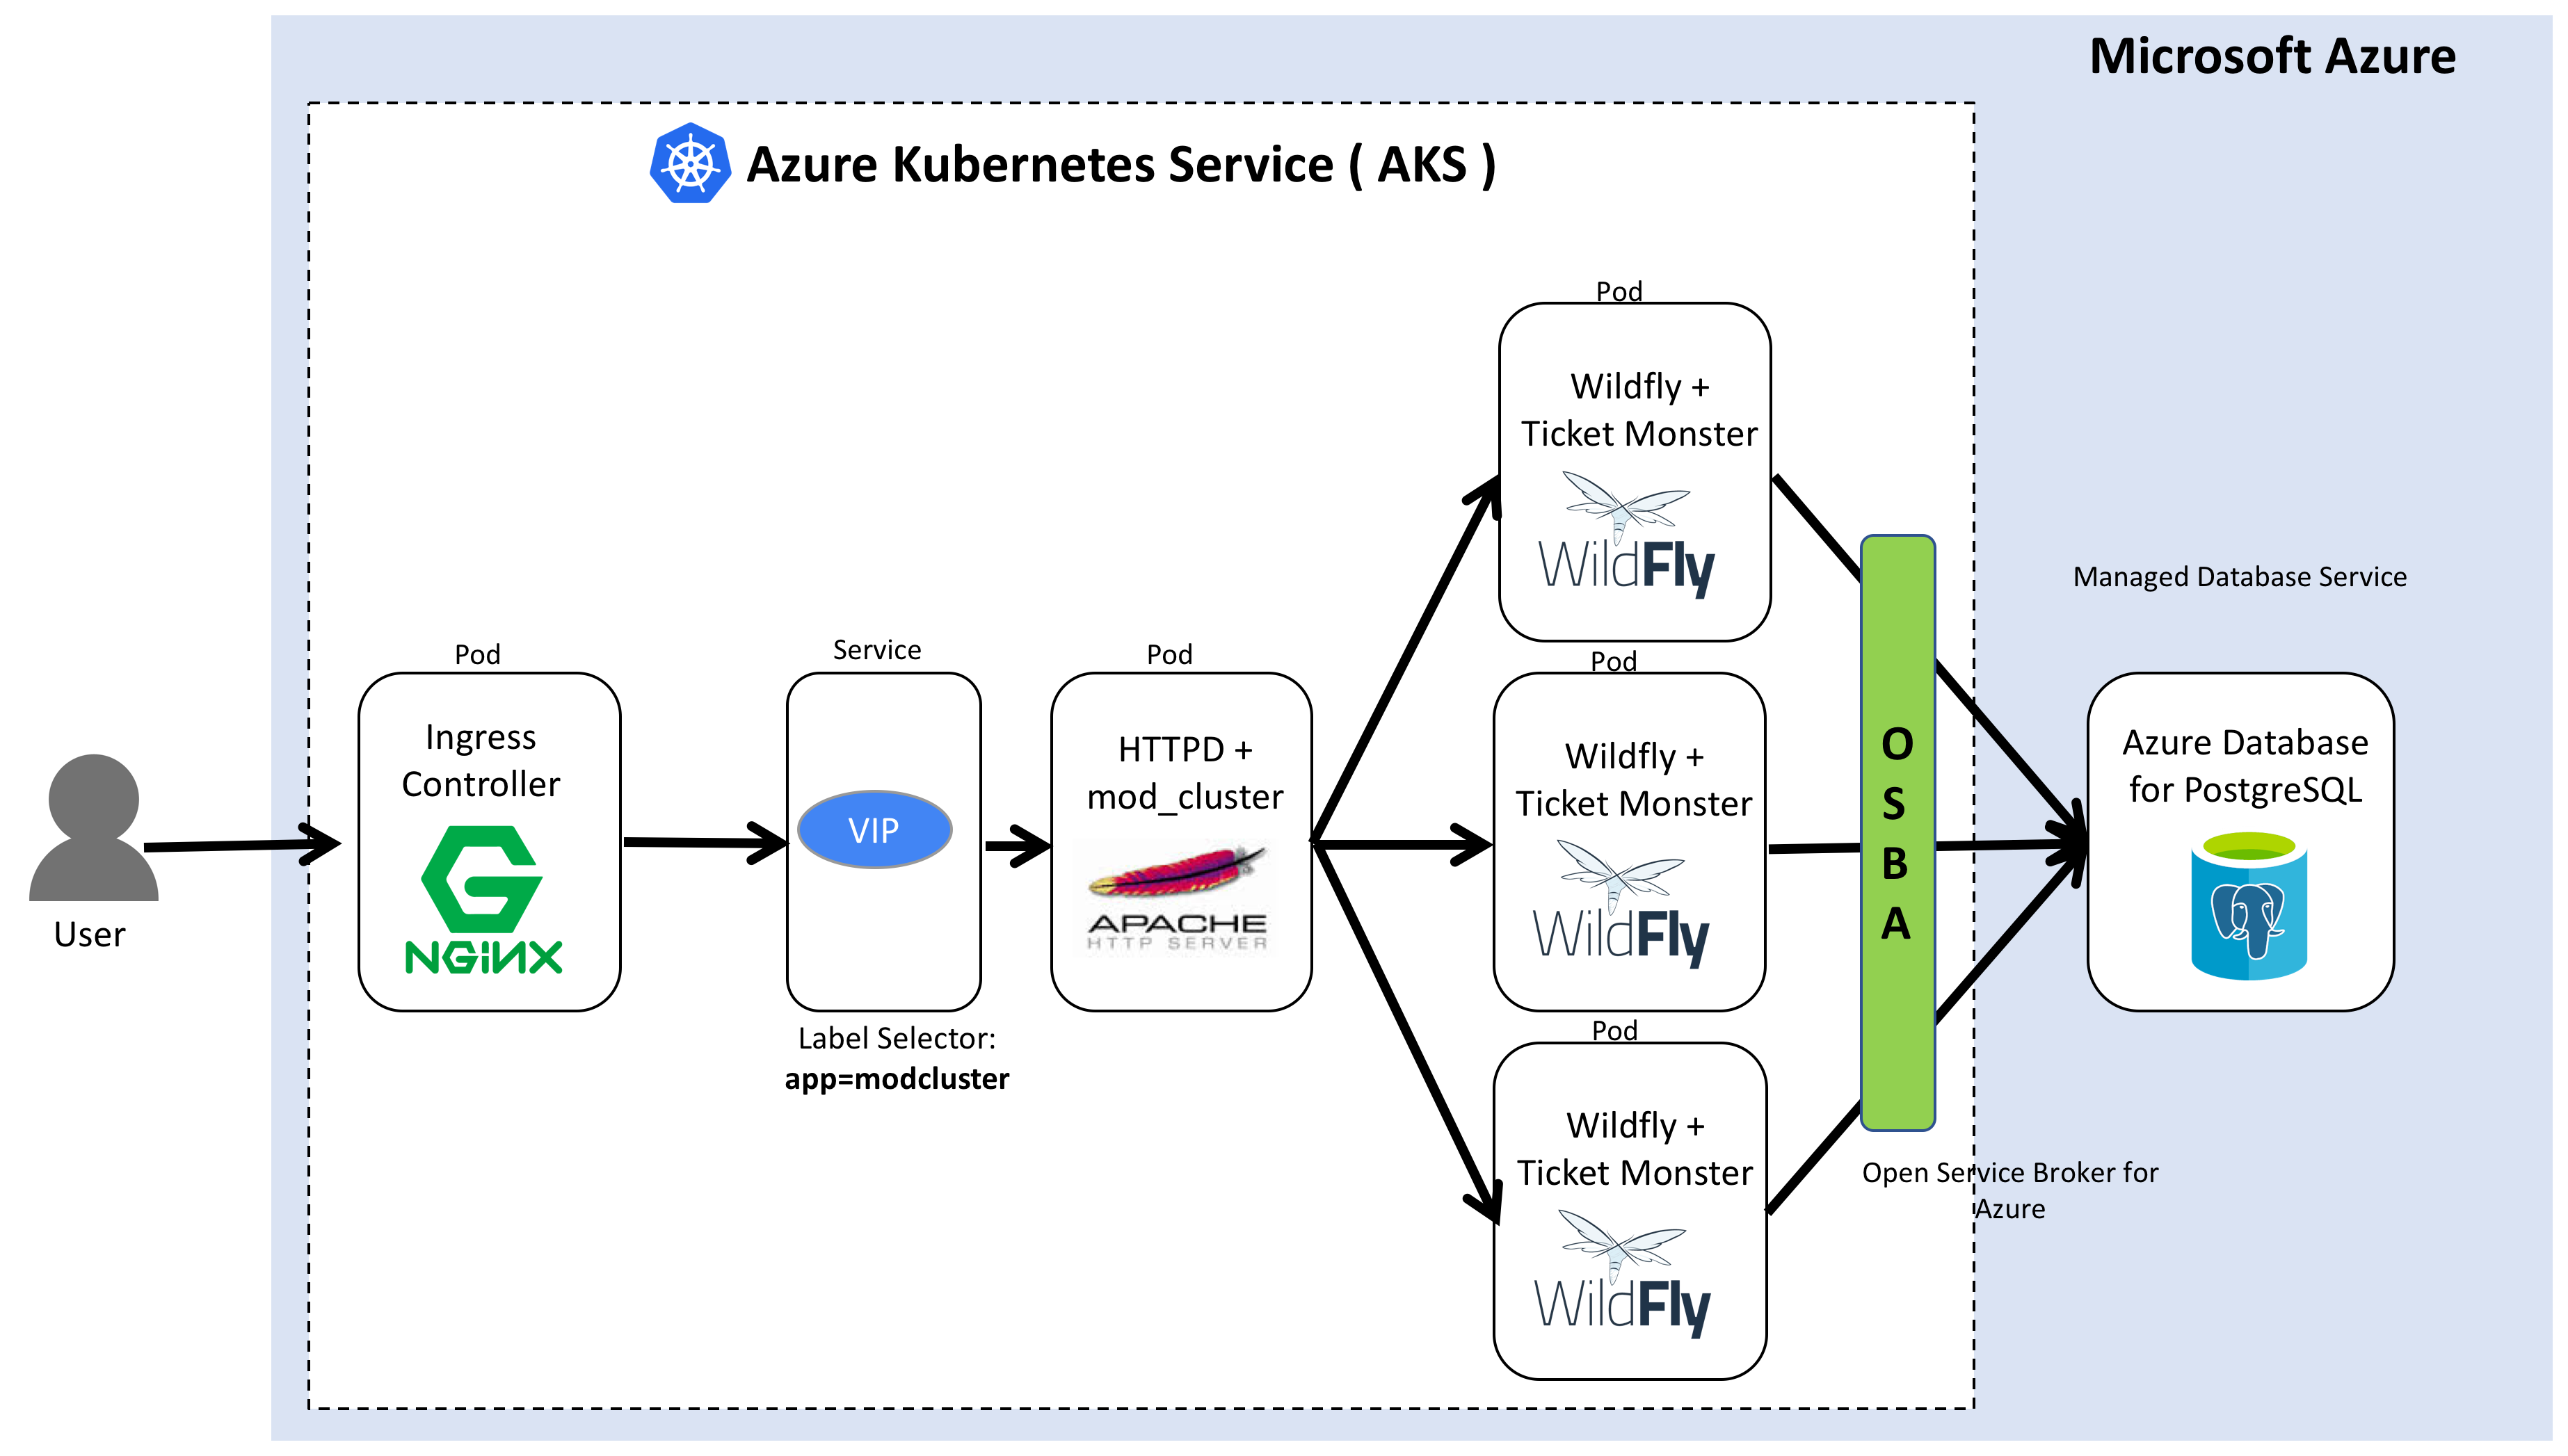 Microsoft Azure
Azure Kubernetes Service ( AKS )
User
Pod
Ingress
Controller
NGiNX
Service
VIP
Label Selector:
app=modcluster
Pod
HTTPD +
mod_cluster
APACHE
HTTP SERVER
Pod
Wildfly +
Ticket Monster
WildFly
Pod
Wildfly +
Ticket Monster
WildFly
Pod
Wildfly +
Ticket Monster
WildFly
O
S
B
A
Open Service Broker for
Azure
Managed Database Service
Azure Database
for PostgreSQL